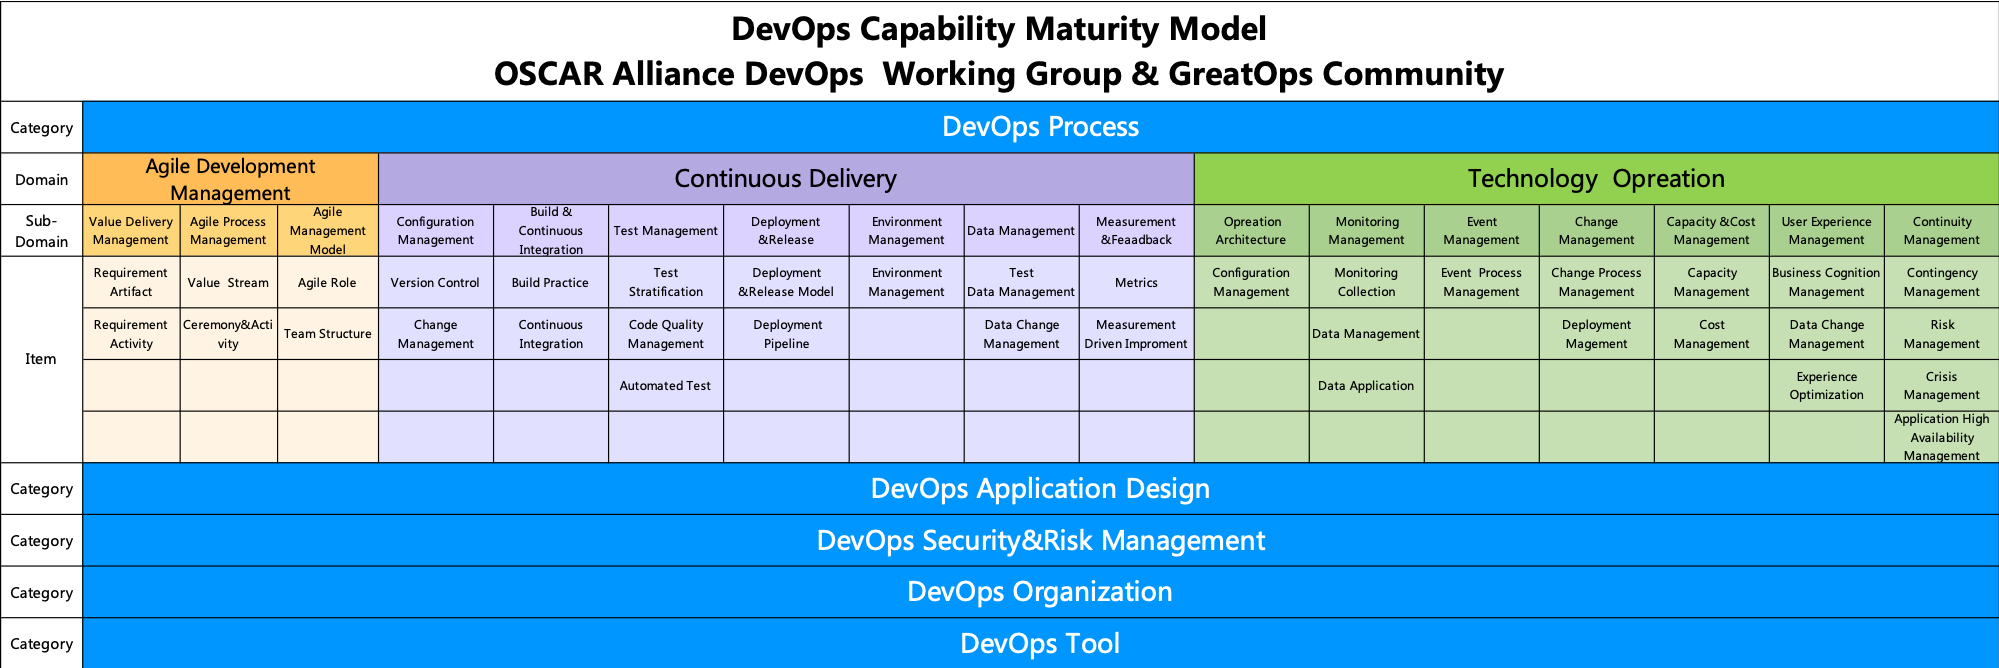 DevOps Capability Maturity Model
OSCAR Alliance DevOps Working Group & GreatOps Community
Category
DevOps Process
Domain
Agile Development
Management
Continuous Delivery
Technology Opreation
Sub-
Domain
Value Delivery
Management
Agile Process
Management
Agile
Management
Model
Configuration
Management
Build &
Continuous
Integration
Test Management
Deployment
&Release
Environment
Management
Data Management
Measurement
&Feaadback
Opreation
Architecture
Monitoring
Management
Event
Management
Change
Management
Capacity &Cost
Management
User Experience
Management
Continuity
Management
Item
Requirement
Artifact
Value Stream
Agile Role
Version Control
Build Practice
Test
Stratification
Deployment
&Release Model
Environment
Management
Test
Data Management
Metrics
Configuration
Management
Monitoring
Collection
Event Process
Management
Change Process
Management
Capacity
Management
Business Cognition
Management
Contingency
Management
Requirement
Activity
Ceremony&Acti
vity
Team Structure
Change
Management
Continuous
Integration
Code Quality
Management
Deployment
Pipeline
Data Change
Management
Measurement
Driven Improment
Data Management
Deployment
Magement
Cost
Management
Data Change
Management
Risk
Management
Automated Test
Data Application
Experience
Optimization
Crisis
Management
Application High
Availability
Management
Category
DevOps Application Design
Category
DevOps Security&Risk Management
Category
DevOps Organization
Category
DevOps Tool